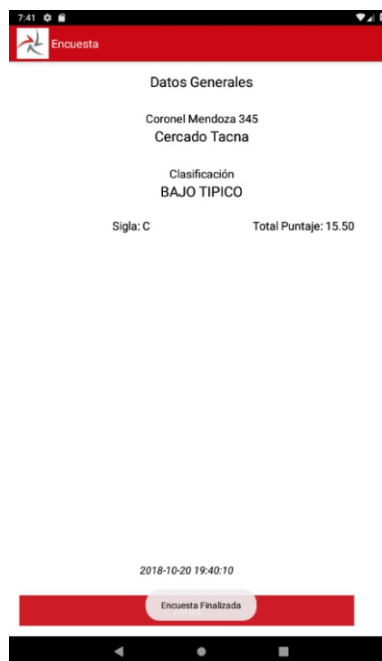 7:41
Encuesta
Datos Generales
Coronel Mendoza 345
Cercado Tacna
Clasificación
BAJO TIPICO
Sigla: C Total Puntaje: 15.50
2018-10-20 19:40:10
Encuesta Finalizada